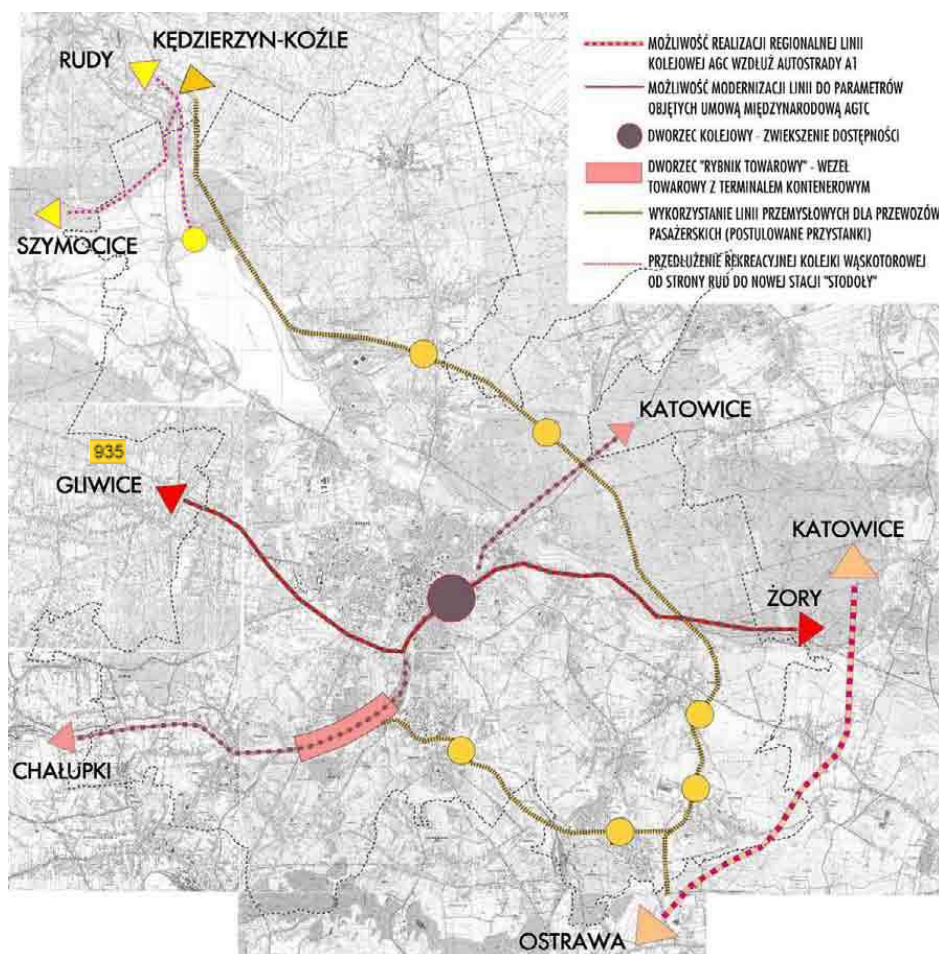 KĘDZIERZYN-KOŹLE
RUDY
SZYMOCICE
MOŻLIWOŚĆ REALIZACJI REGIONALNEJ LINII
KOLEJOWEJ AGC WZDŁUŻ AUTOSTRADY A1
MOŻLIWOŚĆ MODERNIZACJI LINII DO PARAMETRÓW
OBJĘTYCH UMOWĄ MIĘDZYNARODOWĄ AGTC
DWORZEC KOLEJOWY - ZWIEKSZENIE DOSTĘPNOŚCI
DWORZEC "RYBNIK TOWAROWY" - WEZEŁ
TOWAROWY Z TERMINALEM KONTENEROWYM
WYKORZYSTANIE LINII PRZEMYSŁOWYCH DLA PRZEWOZÓW
PASAŻERSKICH (POSTULOWANE PRZYSTANKI)
PRZEDŁUŻENIE REKREACYJNEJ KOLEJKI WĄSKOTOROWEJ
OD STRONY RUD DO NOWEJ STACJI "STODOŁY"
KATOWICE
935
GLIWICE
KATOWICE
ŻORY
CHAŁUPKI
OSTRAWA